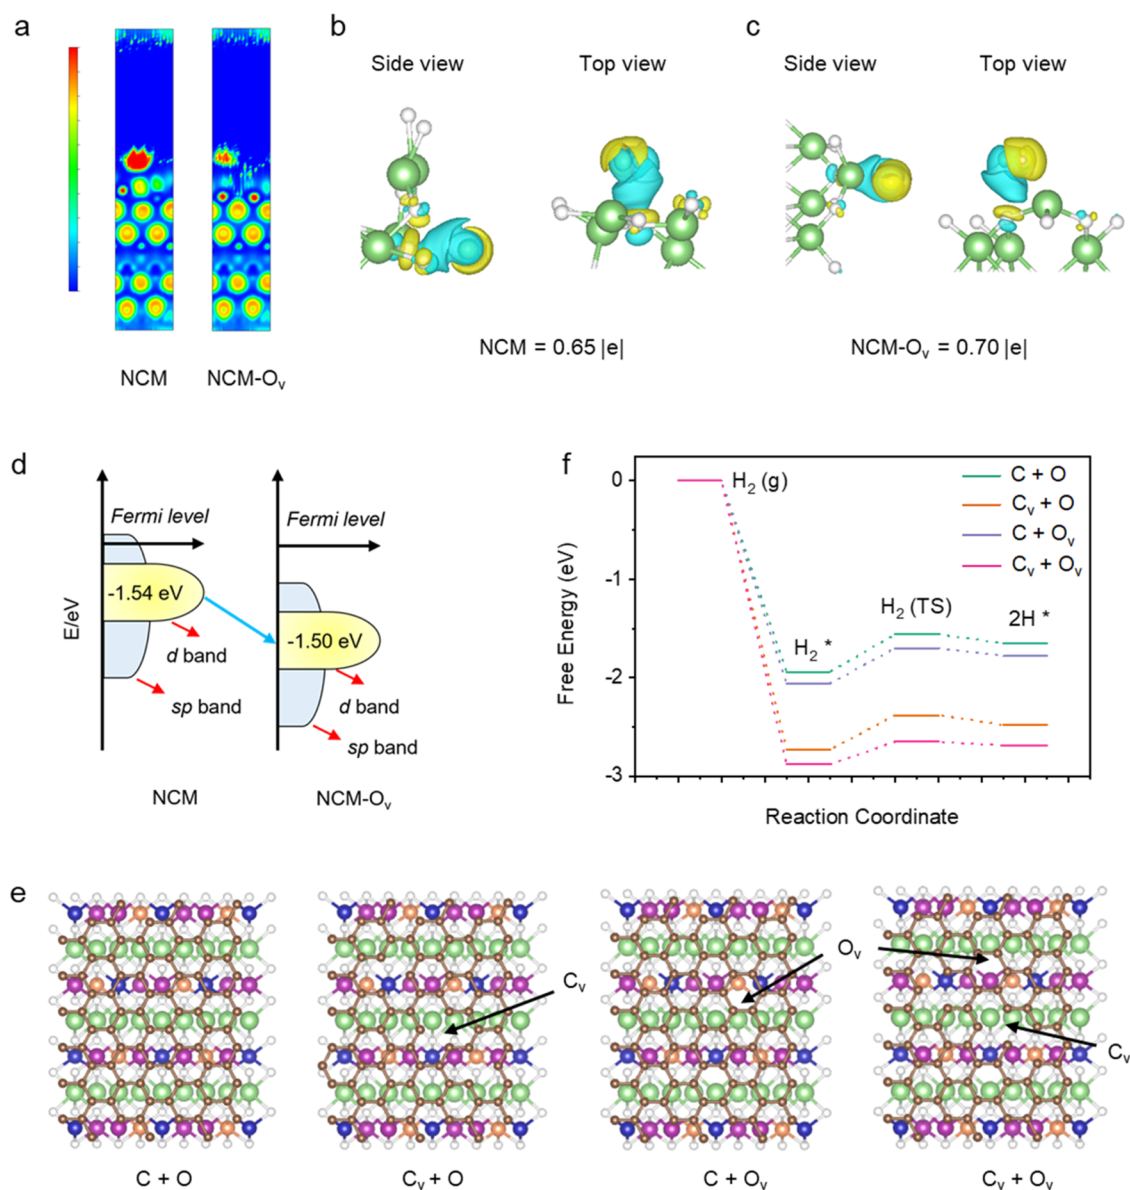 a
b
c
Side view
Top view
Side view
Top view
NCM
NCM-Oᵥ
NCM = 0.65 |e|
NCM-Oᵥ = 0.70 |e|
d
Fermi level
Fermi level
E/eV
-1.54 eV
-1.50 eV
d band
sp band
d band
sp band
NCM
NCM-Oᵥ
f
Free Energy (eV)
0
-1
-2
-3
H₂ (g)
H₂ *
H₂ (TS)
2H *
C + O
Cᵥ + O
C + Oᵥ
Cᵥ + Oᵥ
Reaction Coordinate
e
Cᵥ
Oᵥ
Cᵥ
C + O
Cᵥ + O
C + Oᵥ
Cᵥ + Oᵥ